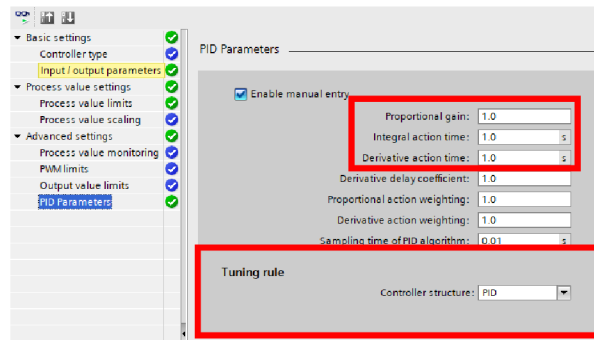 Basic settings
Controller type
Input / output parameters
Process value settings
Process value limits
Process value scaling
Advanced settings
Process value monitoring
PWM limits
Output value limits
PID Parameters
PID Parameters
Enable manual entry
Proportional gain: 1.0
Integral action time: 1.0 s
Derivative action time: 1.0 s
Derivative delay coefficient: 1.0
Proportional action weighting: 1.0
Derivative action weighting: 1.0
Sampling time of PID algorithm: 0.01 s
Tuning rule
Controller structure: PID